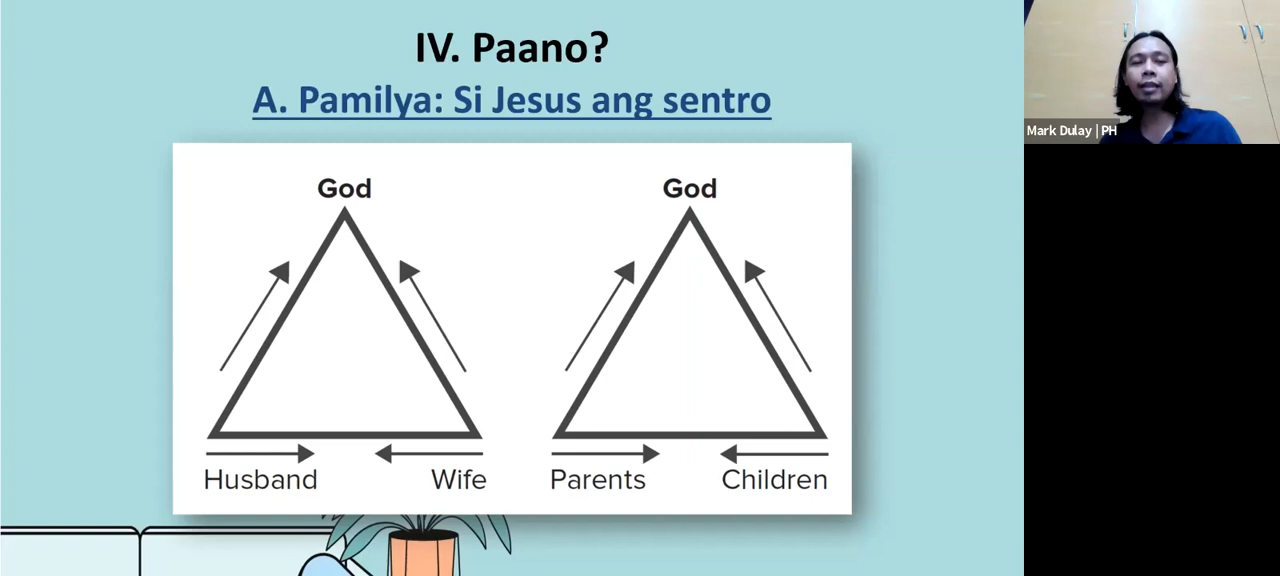 IV. Paano?
A. Pamilya: Si Jesus ang sentro
God
God
Husband
Wife
Parents
Children
Mark Dulay | PH